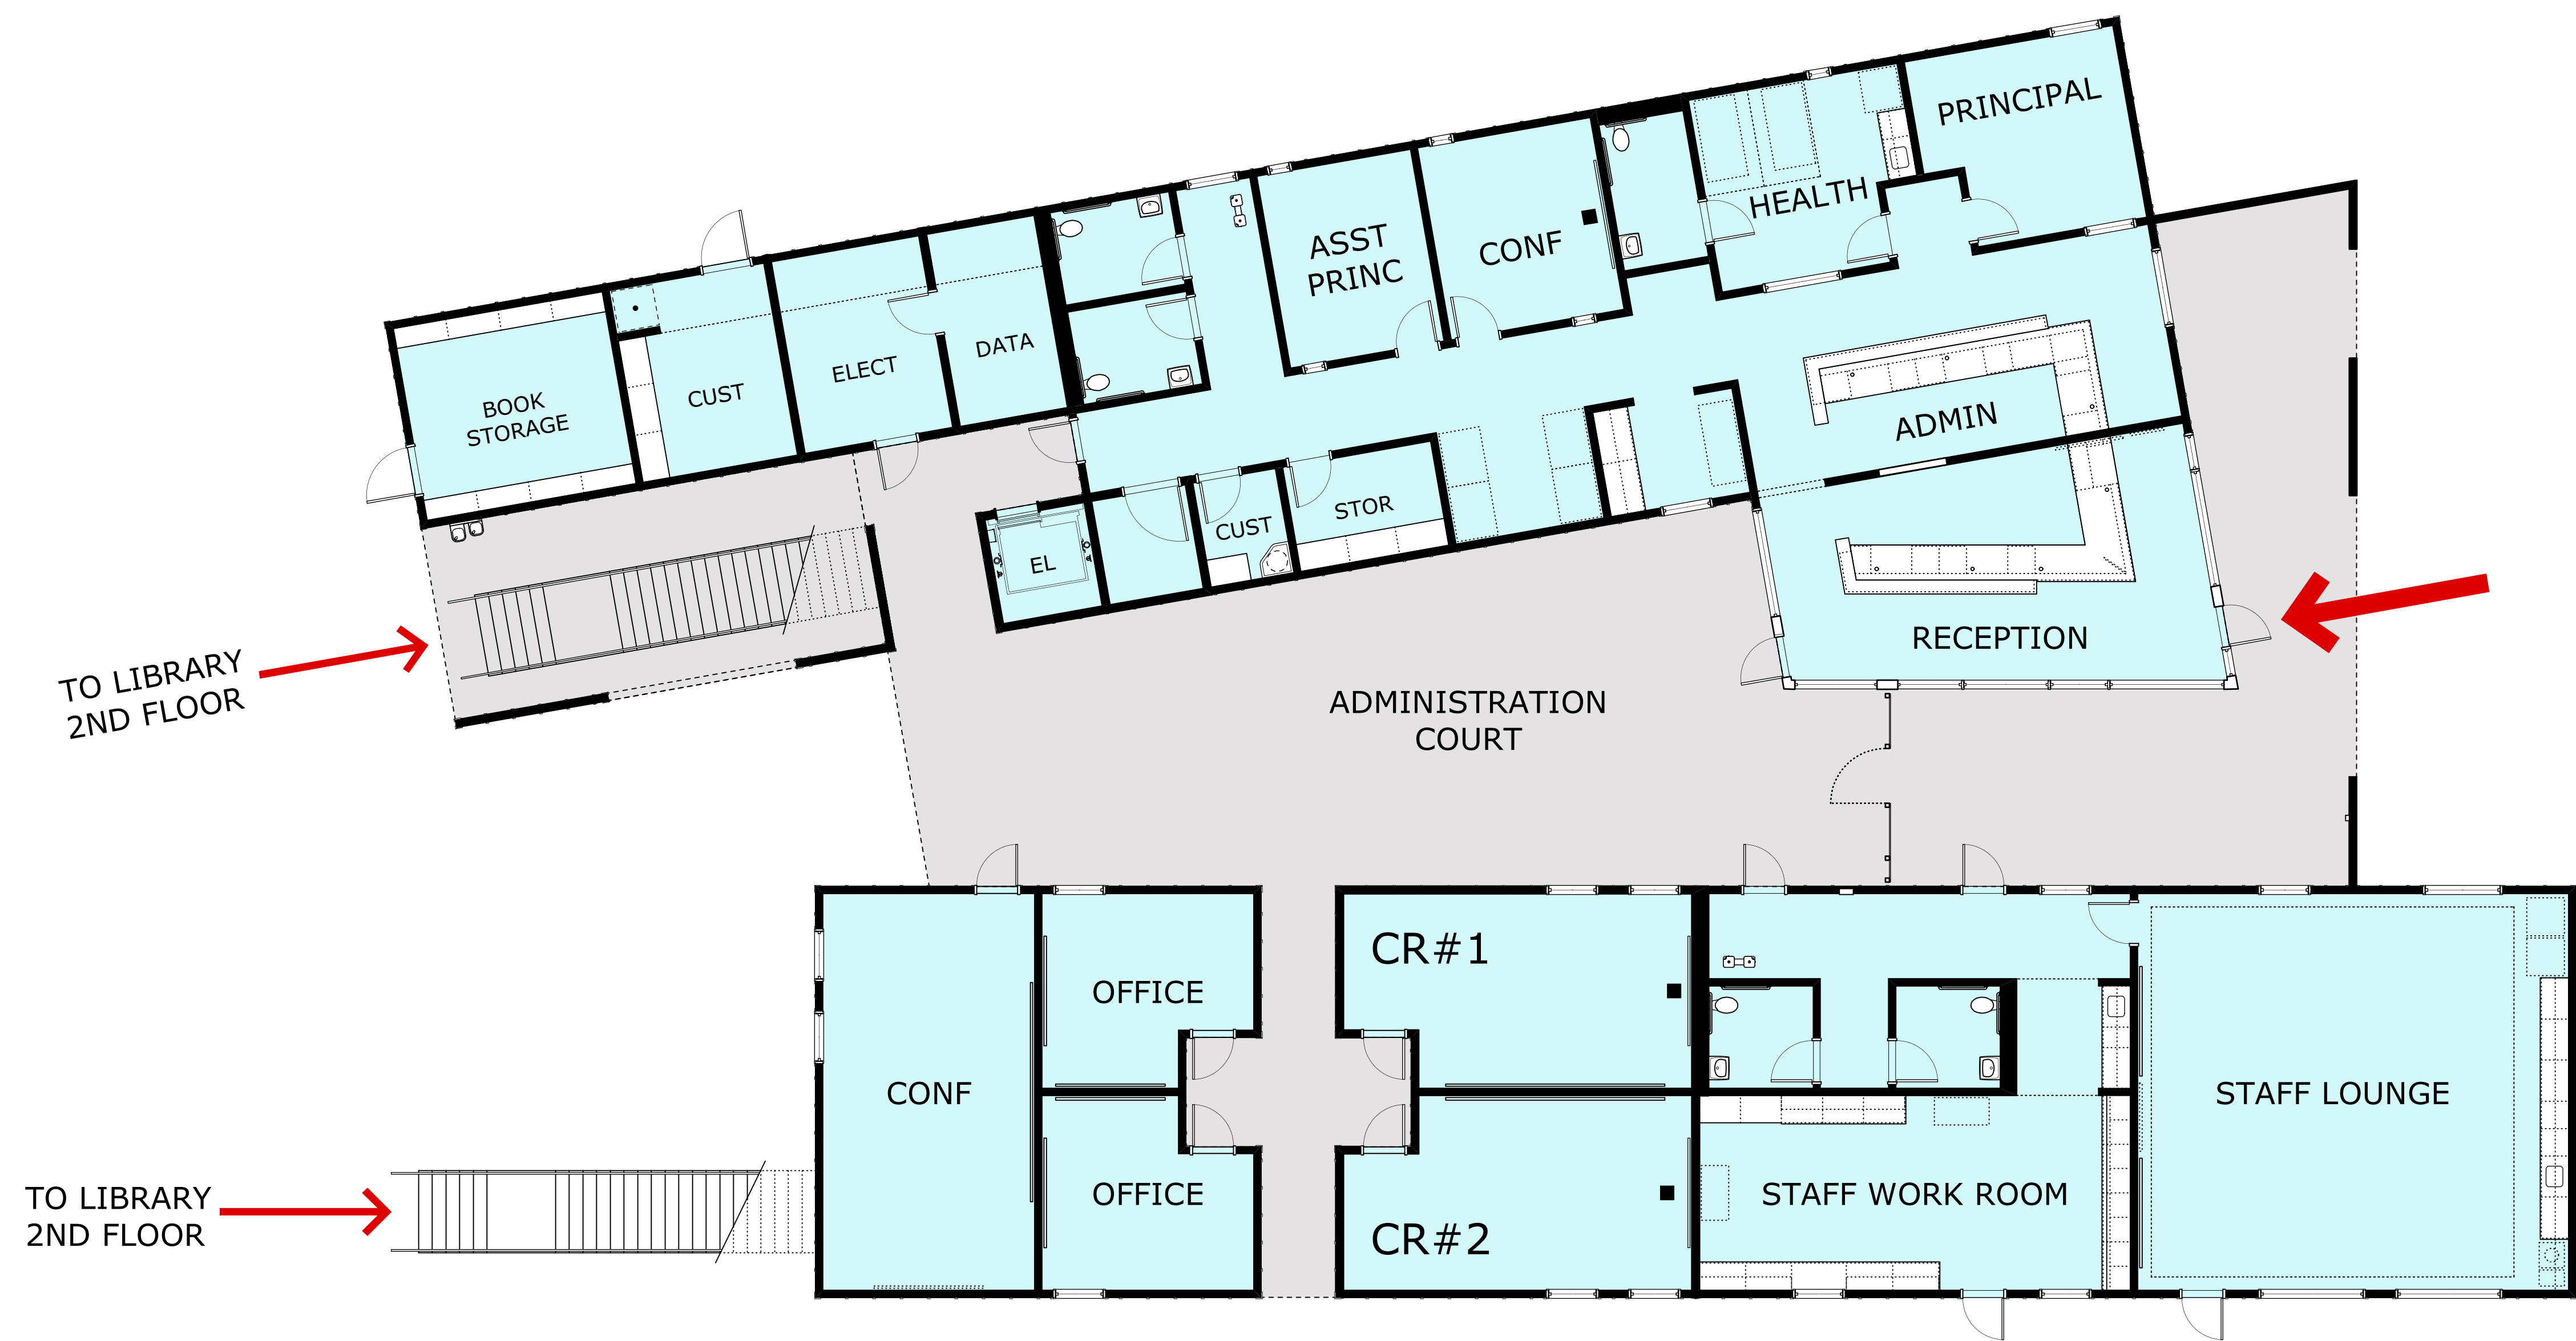 PRINCIPAL
HEALTH
ASST
PRINC
CONF
BOOK
STORAGE
CUST
ELECT
DATA
ADMIN
EL
CUST
STOR
RECEPTION
TO LIBRARY
2ND FLOOR
ADMINISTRATION
COURT
CONF
OFFICE
OFFICE
CR#1
CR#2
STAFF WORK ROOM
STAFF LOUNGE
TO LIBRARY
2ND FLOOR